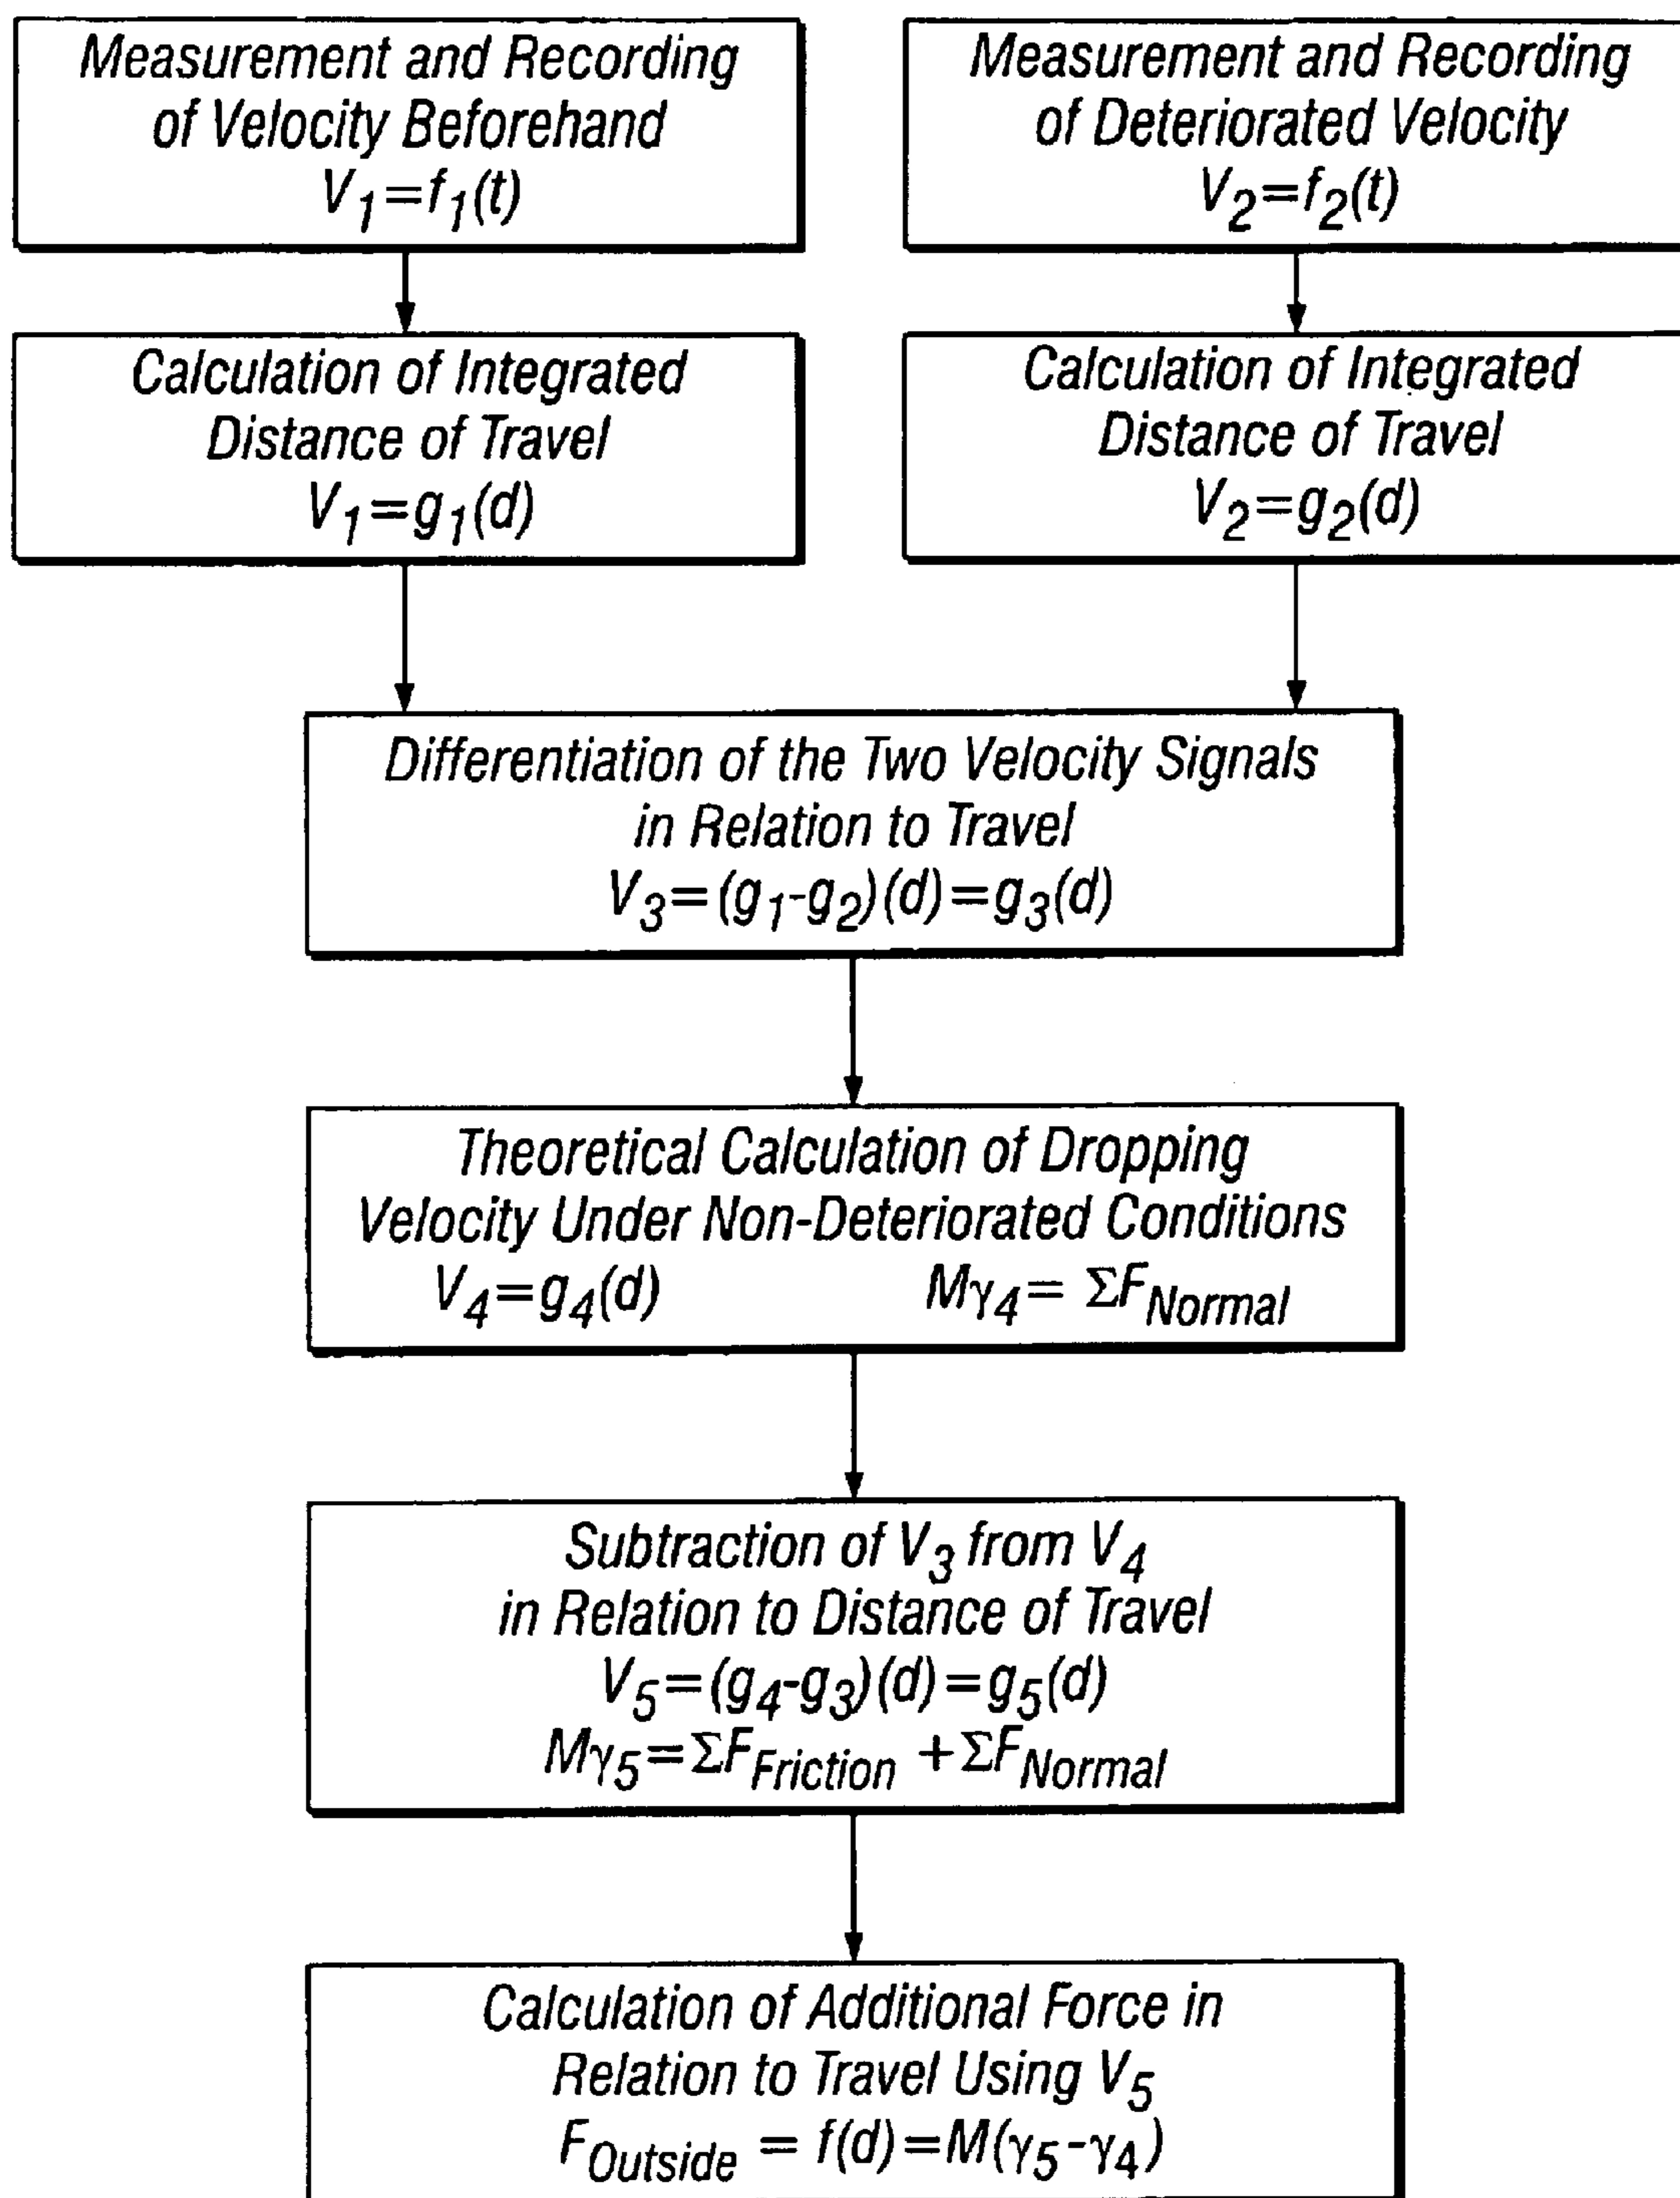 Measurement and Recording
of Velocity Beforehand
V1=f1(t)
Measurement and Recording
of Deteriorated Velocity
V2=f2(t)
Calculation of Integrated
Distance of Travel
V1=g1(d)
Calculation of Integrated
Distance of Travel
V2=g2(d)
Differentiation of the Two Velocity Signals
in Relation to Travel
V3=(g1-g2)(d)=g3(d)
Theoretical Calculation of Dropping
Velocity Under Non-Deteriorated Conditions
V4=g4(d) Mγ4= ΣFNormal
Subtraction of V3 from V4
in Relation to Distance of Travel
V5=(g4-g3)(d)=g5(d)
Mγ5=ΣFFriction +ΣFNormal
Calculation of Additional Force in
Relation to Travel Using V5
FOutside = f(d)=M(γ5-γ4)